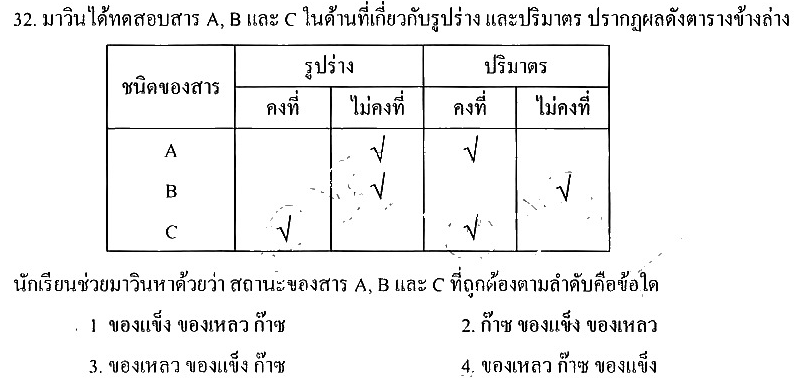 32. มาวินได้ทดสอบสาร A, B และ C ในด้านที่เกี่ยวกับรูปร่าง และปริมาตร ปรากฏผลดังตารางข้างล่าง
ชนิดของสาร รูปร่าง ปริมาตร
คงที่ ไม่คงที่ คงที่ ไม่คงที่
A √ √
B √ √
C √ √
นักเรียนช่วยมาวินหาด้วยว่า สถานะของสาร A, B และ C ที่ถูกต้องตามลำดับคือข้อใด
1 ของแข็ง ของเหลว ก๊าซ 2. ก๊าซ ของแข็ง ของเหลว
3. ของเหลว ของแข็ง ก๊าซ 4. ของเหลว ก๊าซ ของแข็ง